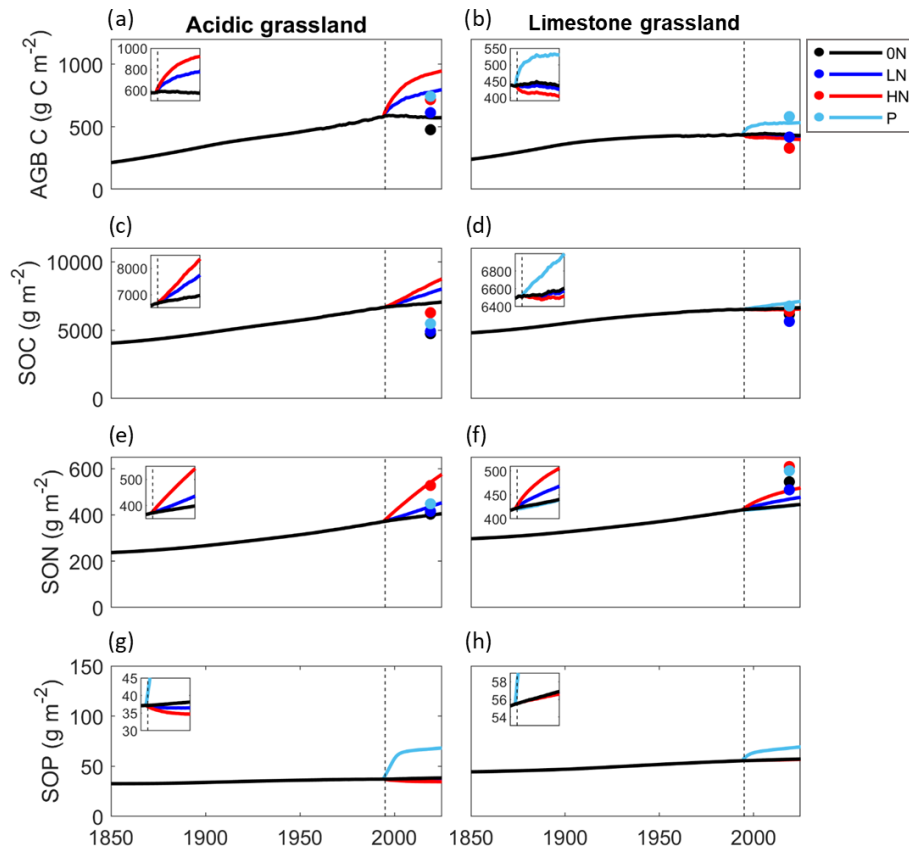 (a) Acidic grassland
(b) Limestone grassland
AGB C (g C m⁻²)
1000
500
0
1000
800
600
550
500
450
400
0N
LN
HN
P
(c)
(d)
SOC (g m⁻²)
10000
5000
0
8000
7000
6800
6600
6400
(e)
(f)
SON (g m⁻²)
600
400
200
0
500
400
500
450
400
(g)
(h)
SOP (g m⁻²)
150
100
50
0
45
40
35
30
58
56
54
1850 1900 1950 2000
1850 1900 1950 2000